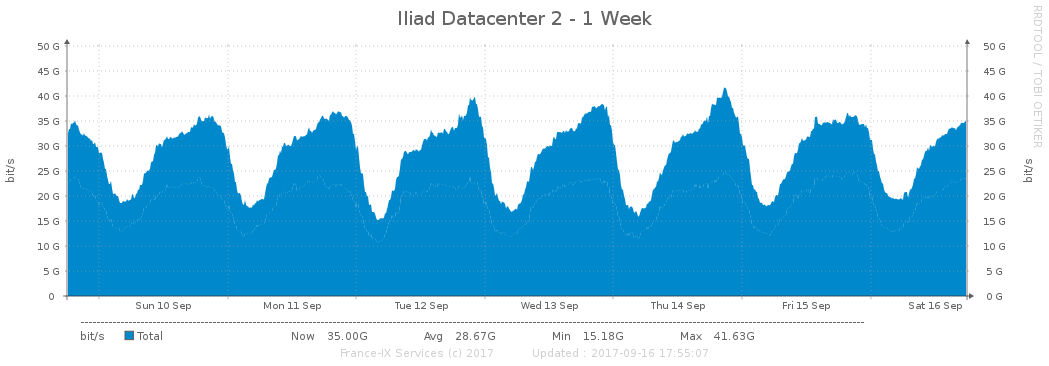 Iliad Datacenter 2 - 1 Week
RRDTOOL / TOBI OETIKER
50 G 50 G
45 G 45 G
40 G 40 G
35 G 35 G
30 G 30 G
25 G 25 G
20 G 20 G
15 G 15 G
10 G 10 G
5 G 5 G
0 0 G
bit/s bit/s
Sun 10 Sep Mon 11 Sep Tue 12 Sep Wed 13 Sep Thu 14 Sep Fri 15 Sep Sat 16 Sep
bit/s Total Now 35.00G Avg 28.67G Min 15.18G Max 41.63G
France-IX Services (c) 2017 Updated : 2017-09-16 17:55:07